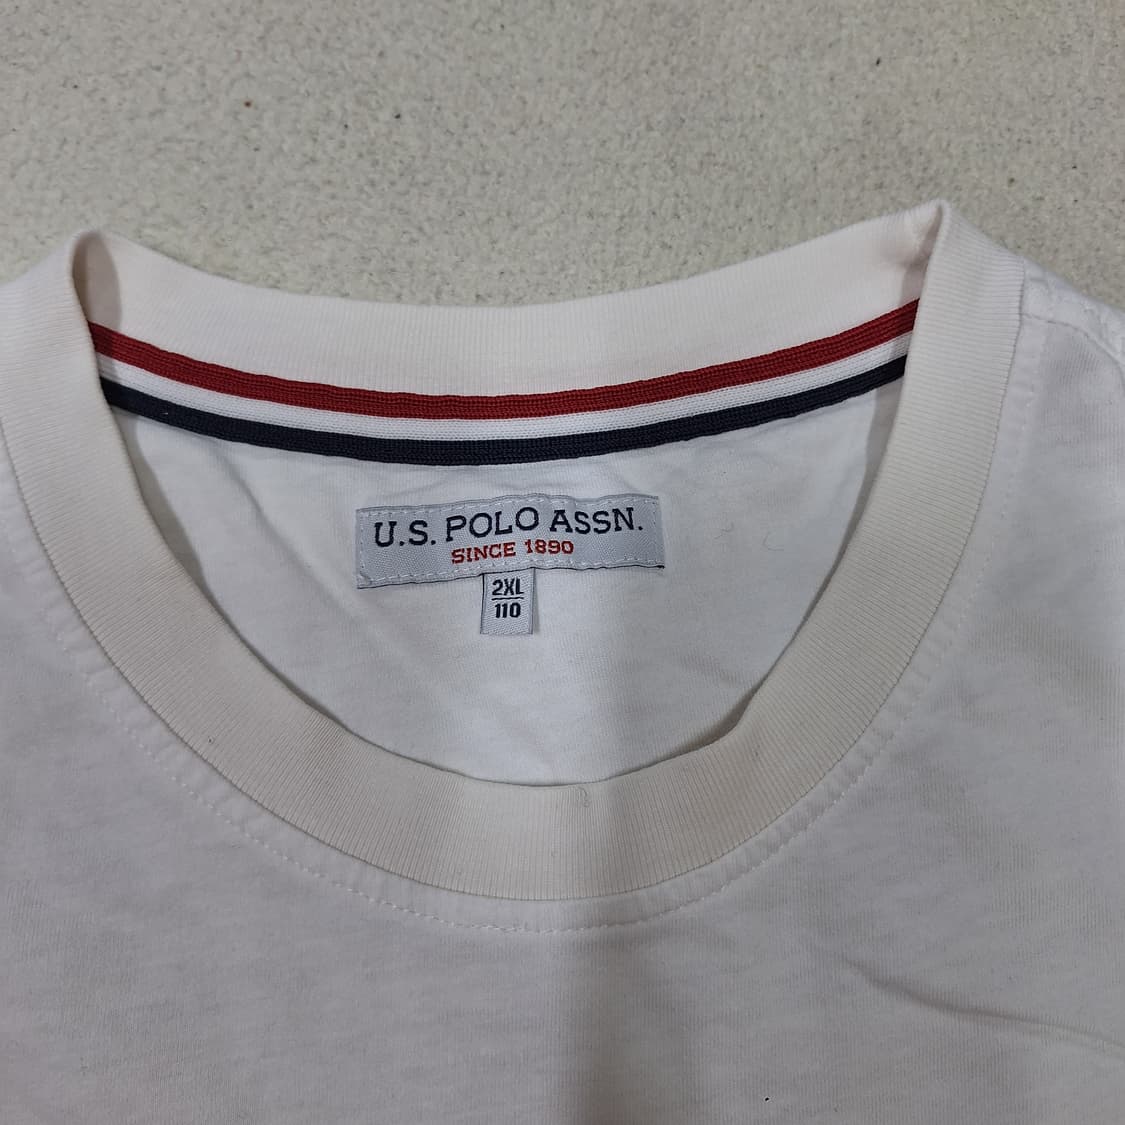 U.S. POLO ASSN.
SINCE 1890
2XL
110